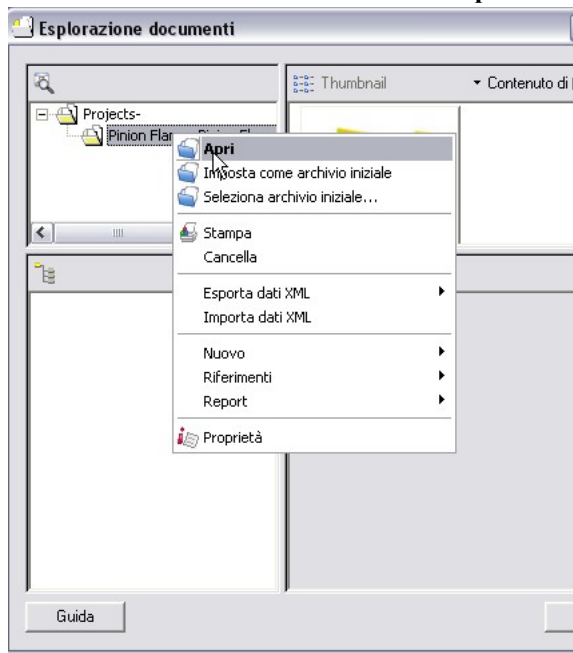 Esplorazione documenti
Thumbnail
Contenuto di
Projects-
Pinion Fla
Apri
Imposta come archivio iniziale
Seleziona archivio iniziale...
Stampa
Cancella
Esporta dati XML
Importa dati XML
Nuovo
Riferimenti
Report
Proprietà
Guida